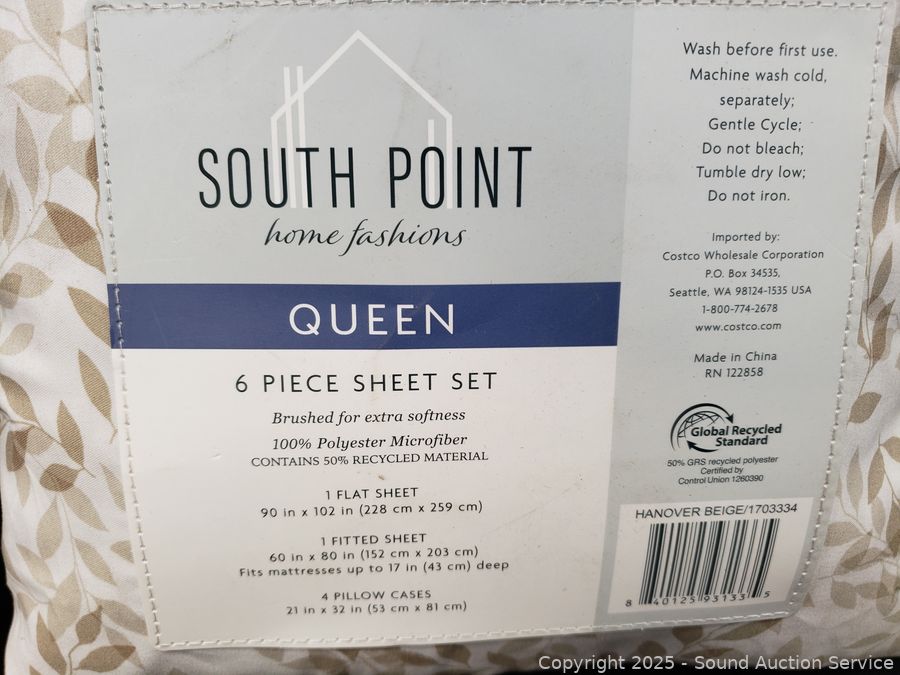 SOUTH POINT
home fashions
QUEEN
6 PIECE SHEET SET
Brushed for extra softness
100% Polyester Microfiber
CONTAINS 50% RECYCLED MATERIAL
1 FLAT SHEET
90 in x 102 in (228 cm x 259 cm)
1 FITTED SHEET
60 in x 80 in (152 cm x 203 cm)
Fits mattresses up to 17 in (43 cm) deep
4 PILLOW CASES
21 in x 32 in (53 cm x 81 cm)
Wash before first use.
Machine wash cold,
separately;
Gentle Cycle;
Do not bleach;
Tumble dry low;
Do not iron.
Imported by:
Costco Wholesale Corporation
P.O. Box 34535,
Seattle, WA 98124-1535 USA
1-800-774-2678
www.costco.com
Made in China
RN 122858
Global Recycled
Standard
50% GRS recycled polyester
Certified by
Control Union 1260390
HANOVER BEIGE/1703334
8 40125 93133 5
Copyright 2025 - Sound Auction Service